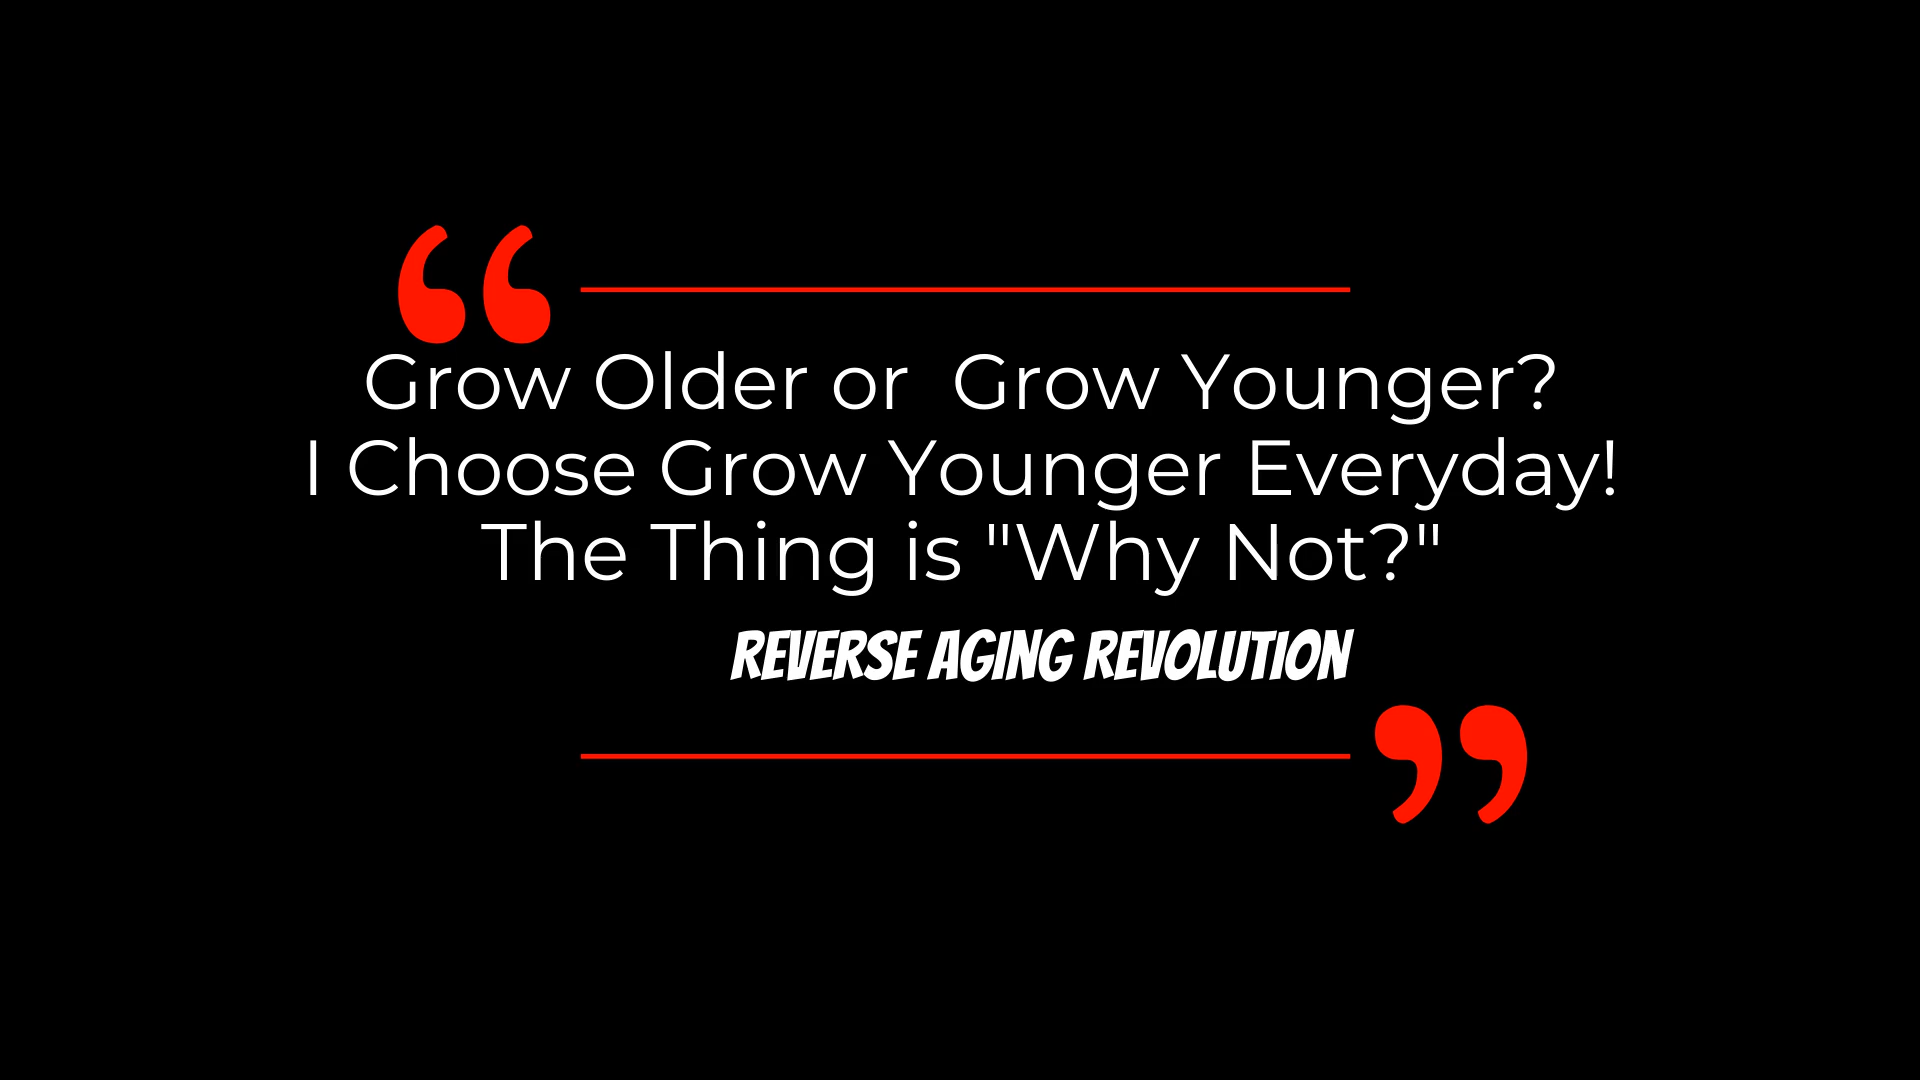 “
Grow Older or  Grow Younger?
I Choose Grow Younger Everyday!
The Thing is "Why Not?"
REVERSE AGING REVOLUTION
”